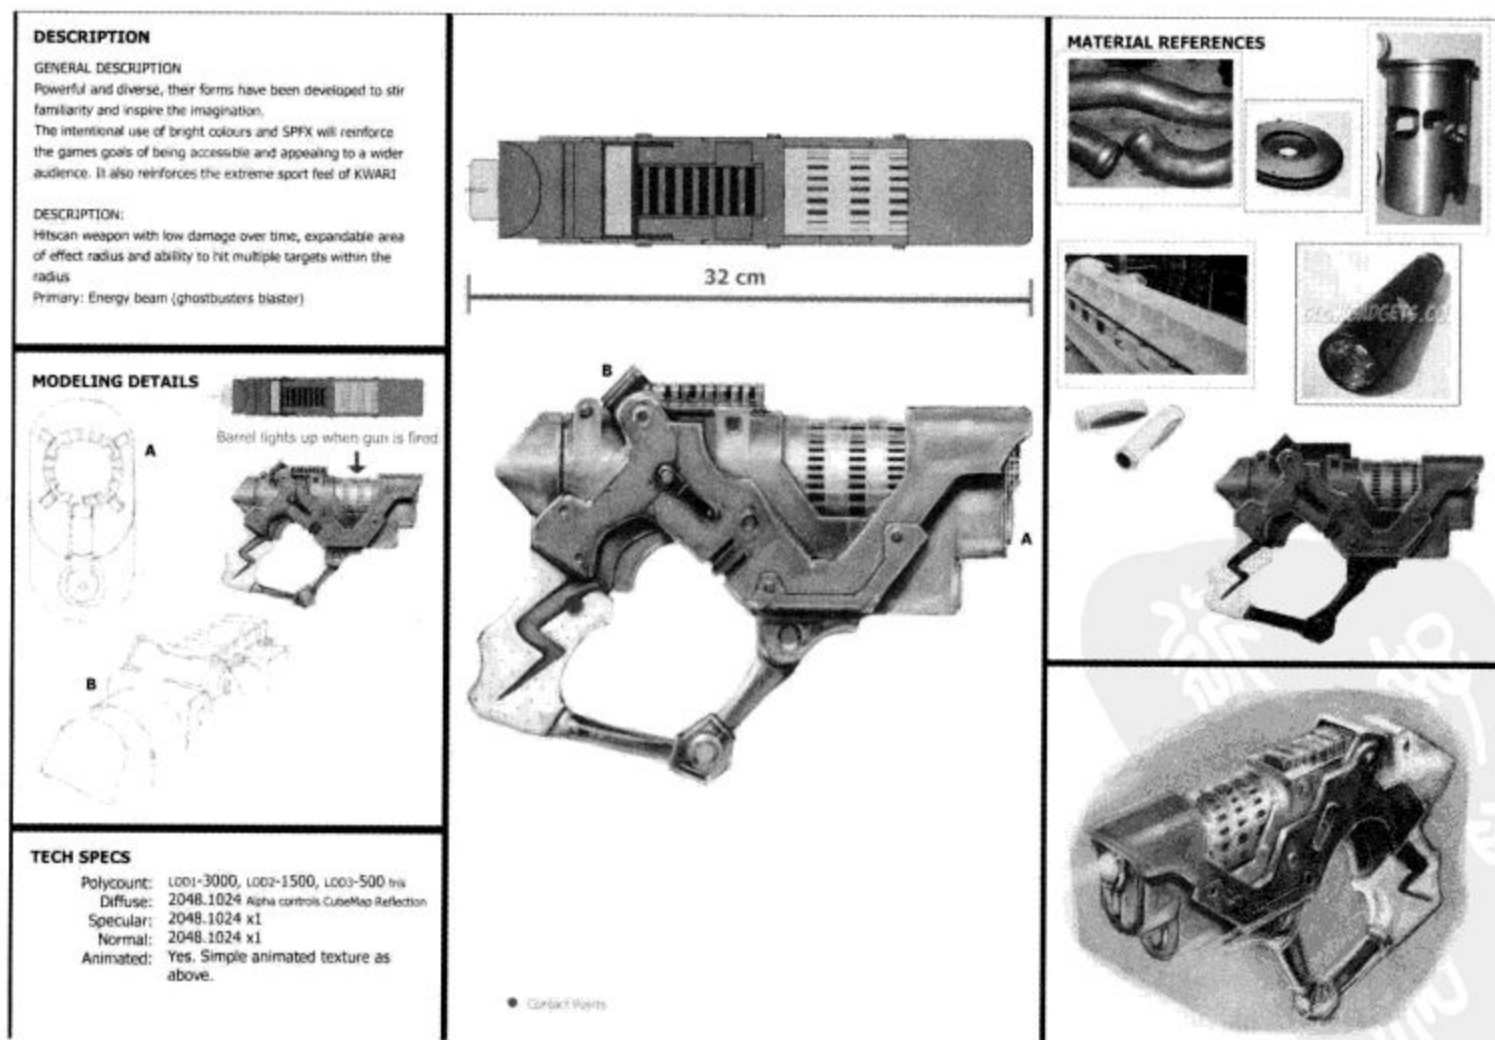 DESCRIPTION
GENERAL DESCRIPTION
Powerful and diverse, their forms have been developed to stir
familiarity and inspire the imagination.
The intentional use of bright colours and SPFX will reinforce
the games goals of being accessible and appealing to a wider
audience. It also reinforces the extreme sport feel of KWARI
DESCRIPTION:
Hitscan weapon with low damage over time, expandable area
of effect radius and ability to hit multiple targets within the
radius
Primary: Energy beam (ghostbusters blaster)
MODELING DETAILS
Barrel lights up when gun is fired
A
B
TECH SPECS
Polycount: LOD1-3000, LOD2-1500, LOD3-500 tris
Diffuse: 2048.1024 Alpha controls CubeMap Reflection
Specular: 2048.1024 x1
Normal: 2048.1024 x1
Animated: Yes. Simple animated texture as
above.
32 cm
B
A
Contact Points
MATERIAL REFERENCES